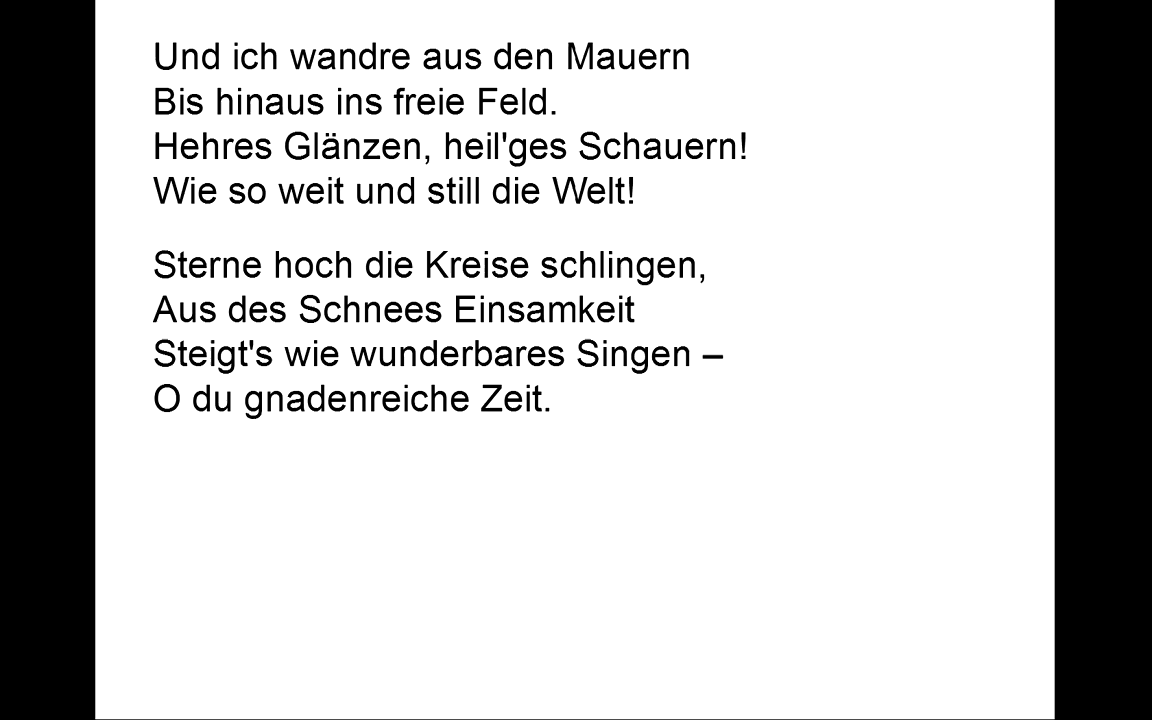 Und ich wandre aus den Mauern
Bis hinaus ins freie Feld.
Hehres Glänzen, heil'ges Schauern!
Wie so weit und still die Welt!
Sterne hoch die Kreise schlingen,
Aus des Schnees Einsamkeit
Steigt's wie wunderbares Singen –
O du gnadenreiche Zeit.